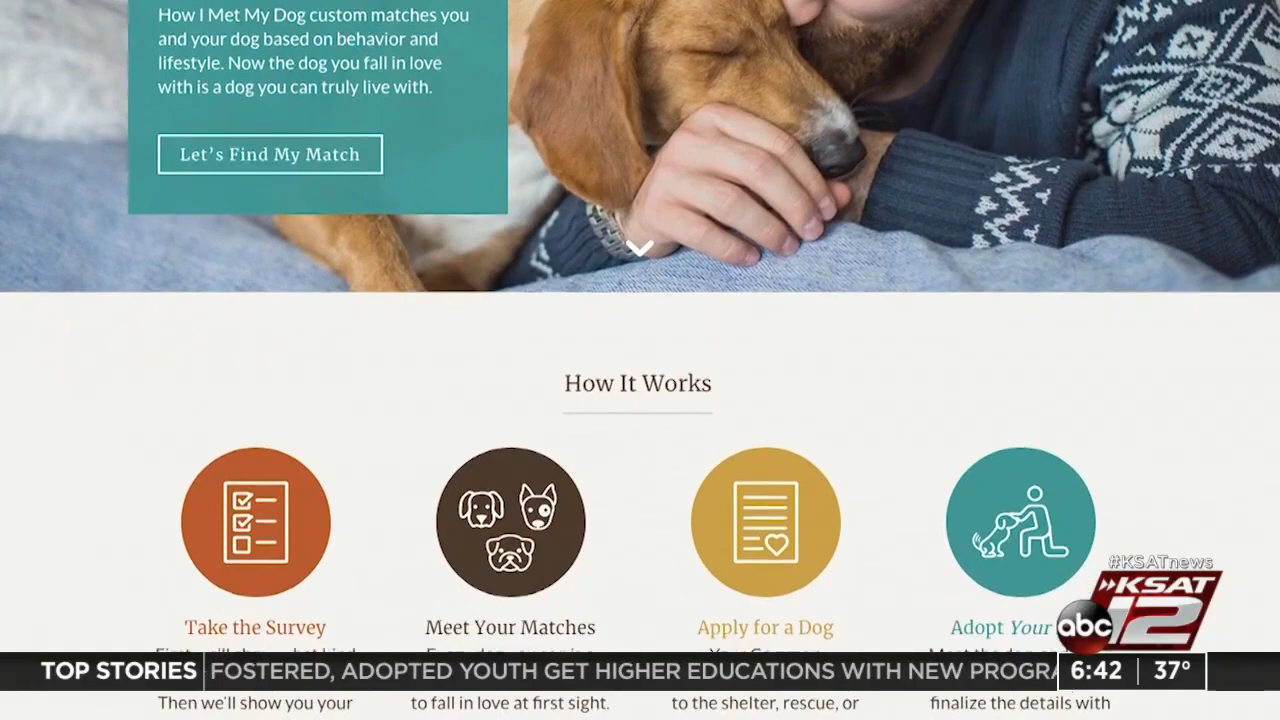 How I Met My Dog custom matches you
and your dog based on behavior and
lifestyle. Now the dog you fall in love
with is a dog you can truly live with.
Let's Find My Match
How It Works
Take the Survey
Meet Your Matches
Apply for a Dog
Adopt Your
#KSATnews
KSAT
abc 12
TOP STORIES FOSTERED, ADOPTED YOUTH GET HIGHER EDUCATIONS WITH NEW PROGRA 6:42 37°
Then we'll show you your
to fall in love at first sight.
to the shelter, rescue, or
finalize the details with